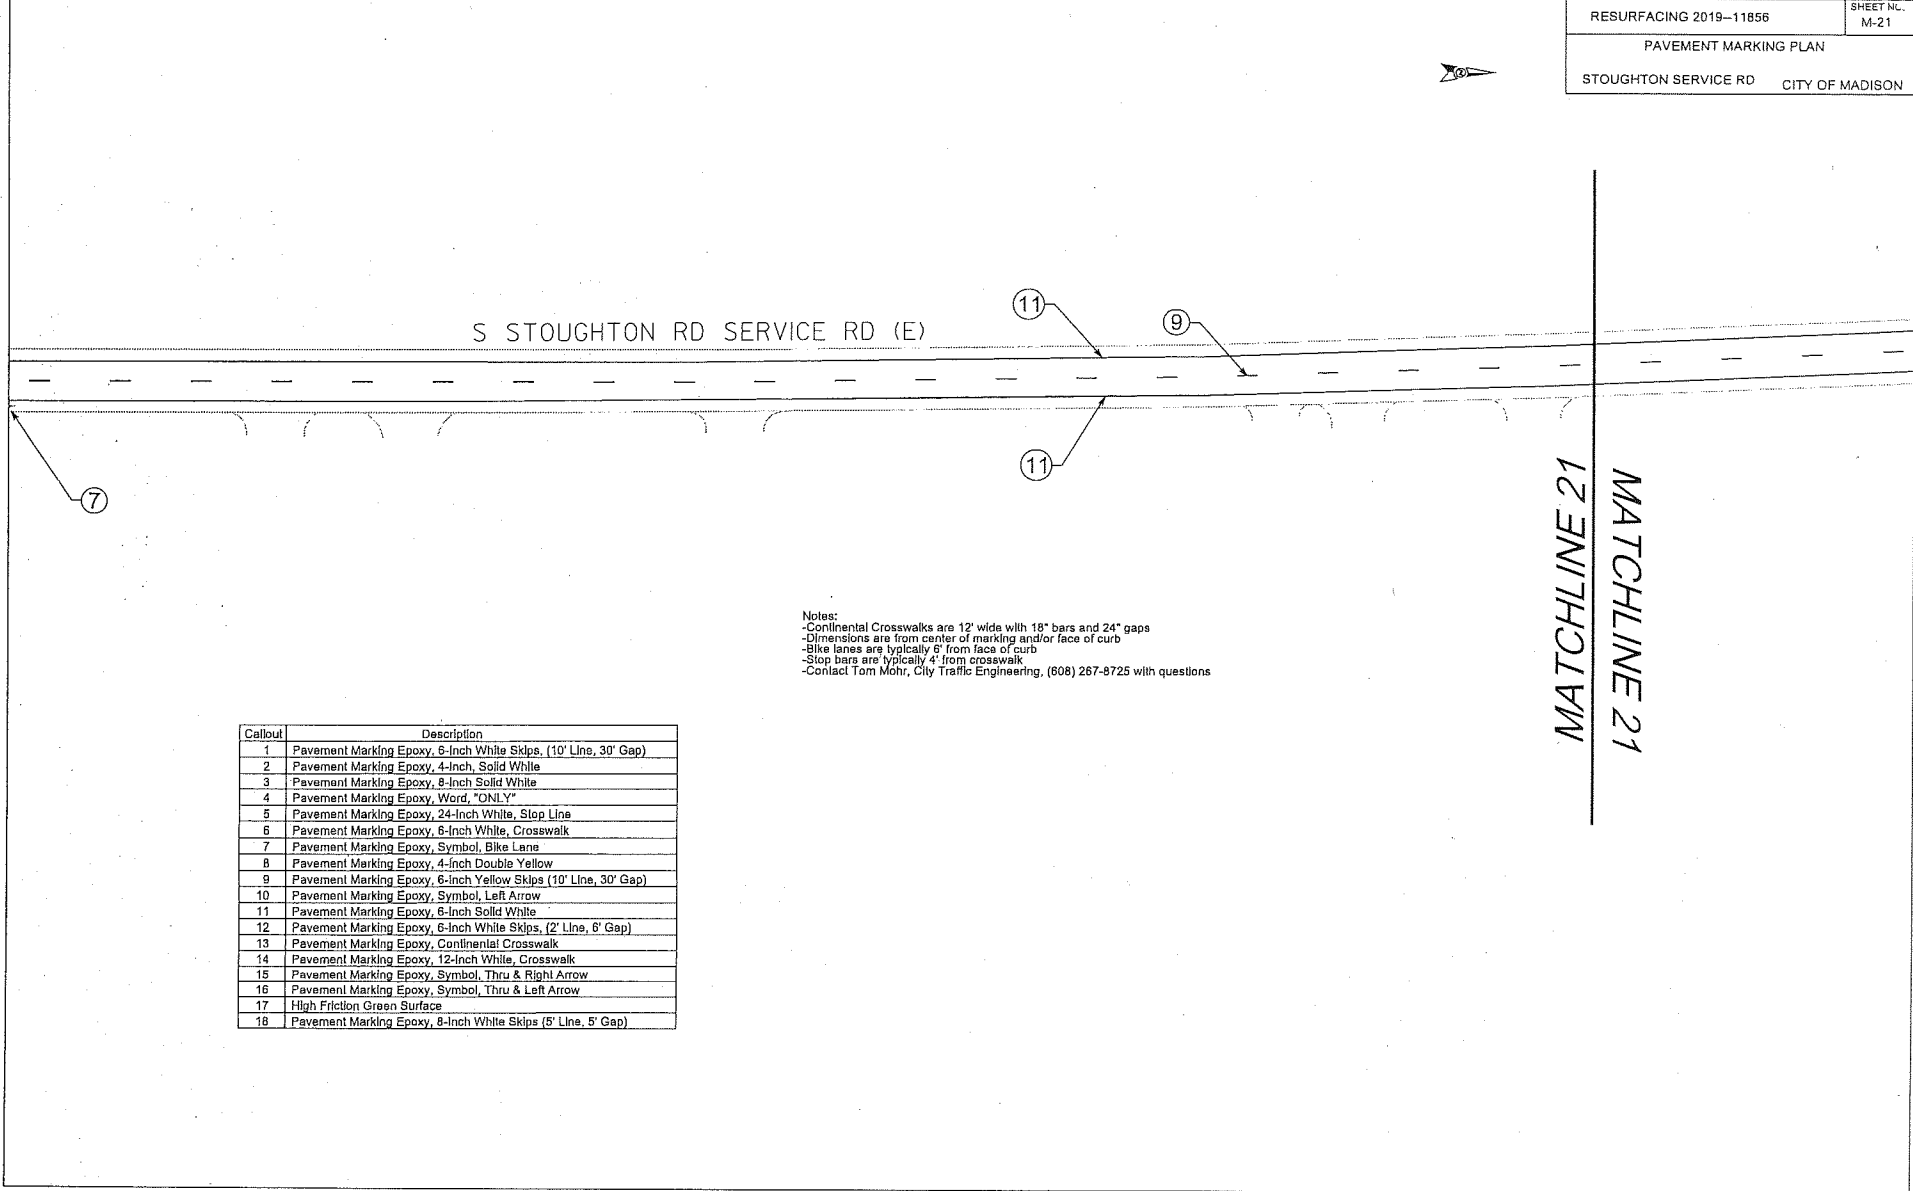 RESURFACING 2019-11856
SHEET NO.
M-21
PAVEMENT MARKING PLAN
STOUGHTON SERVICE RD CITY OF MADISON
S STOUGHTON RD SERVICE RD (E)
11
9
11
7
MATCHLINE 21
MATCHLINE 21
Notes:
-Continental Crosswalks are 12' wide with 18" bars and 24" gaps
-Dimensions are from center of marking and/or face of curb
-Bike lanes are typically 6' from face of curb
-Stop bars are typically 4' from crosswalk
-Contact Tom Mohr, City Traffic Engineering, (608) 267-8725 with questions
Callout Description
1 Pavement Marking Epoxy, 6-Inch White Skips, (10' Line, 30' Gap)
2 Pavement Marking Epoxy, 4-Inch, Solid White
3 Pavement Marking Epoxy, 8-Inch Solid White
4 Pavement Marking Epoxy, Word, "ONLY"
5 Pavement Marking Epoxy, 24-Inch White, Stop Line
6 Pavement Marking Epoxy, 6-Inch White, Crosswalk
7 Pavement Marking Epoxy, Symbol, Bike Lane
8 Pavement Marking Epoxy, 4-Inch Double Yellow
9 Pavement Marking Epoxy, 6-Inch Yellow Skips (10' Line, 30' Gap)
10 Pavement Marking Epoxy, Symbol, Left Arrow
11 Pavement Marking Epoxy, 6-Inch Solid White
12 Pavement Marking Epoxy, 6-Inch White Skips, (2' Line, 6' Gap)
13 Pavement Marking Epoxy, Continental Crosswalk
14 Pavement Marking Epoxy, 12-Inch White, Crosswalk
15 Pavement Marking Epoxy, Symbol, Thru & Right Arrow
16 Pavement Marking Epoxy, Symbol, Thru & Left Arrow
17 High Friction Green Surface
18 Pavement Marking Epoxy, 8-Inch White Skips (5' Line, 5' Gap)